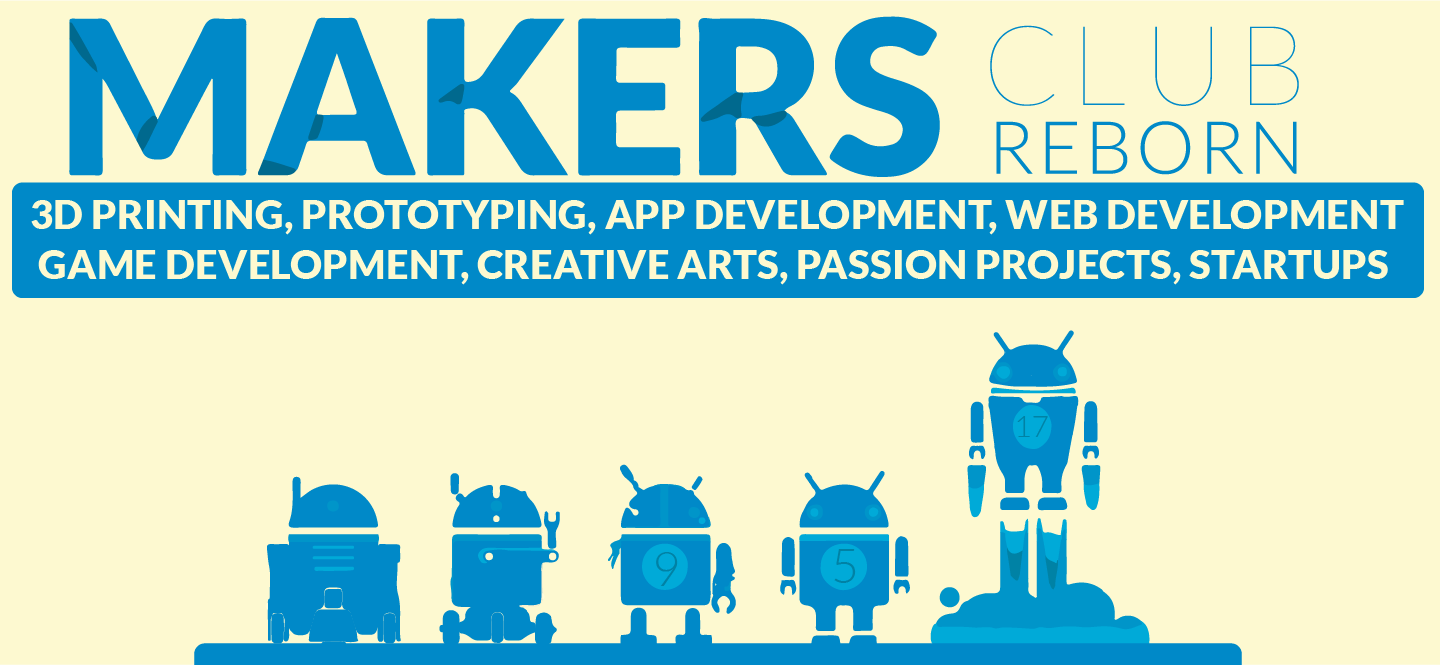 MAKERS CLUB
REBORN
3D PRINTING, PROTOTYPING, APP DEVELOPMENT, WEB DEVELOPMENT
GAME DEVELOPMENT, CREATIVE ARTS, PASSION PROJECTS, STARTUPS
17
9
5